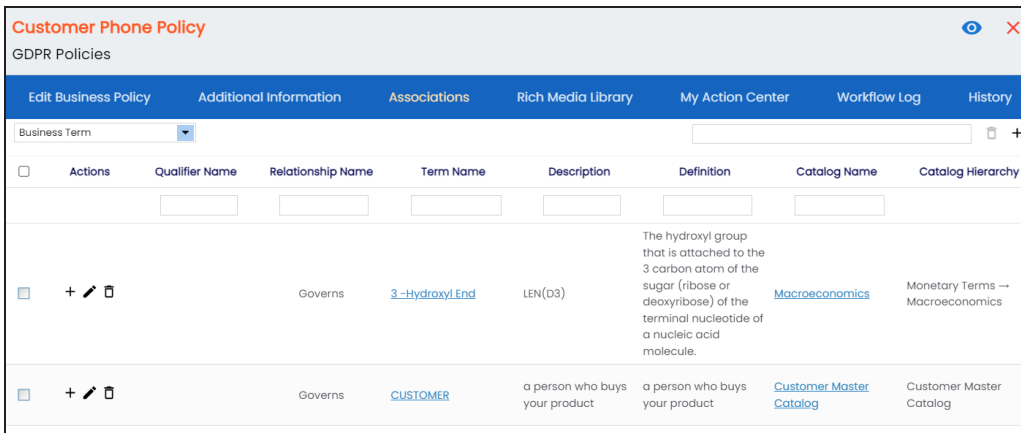 Customer Phone Policy
GDPR Policies
Edit Business Policy Additional Information Associations Rich Media Library My Action Center Workflow Log History
Business Term
Actions Qualifier Name Relationship Name Term Name Description Definition Catalog Name Catalog Hierarchy
Governs 3 -Hydroxyl End LEN(D3)
The hydroxyl group
that is attached to the
3 carbon atom of the
sugar (ribose or
deoxyribose) of the
terminal nucleotide of
a nucleic acid
molecule.
Macroeconomics
Monetary Terms →
Macroeconomics
Governs CUSTOMER
a person who buys
your product
a person who buys
your product
Customer Master
Catalog
Customer Master
Catalog